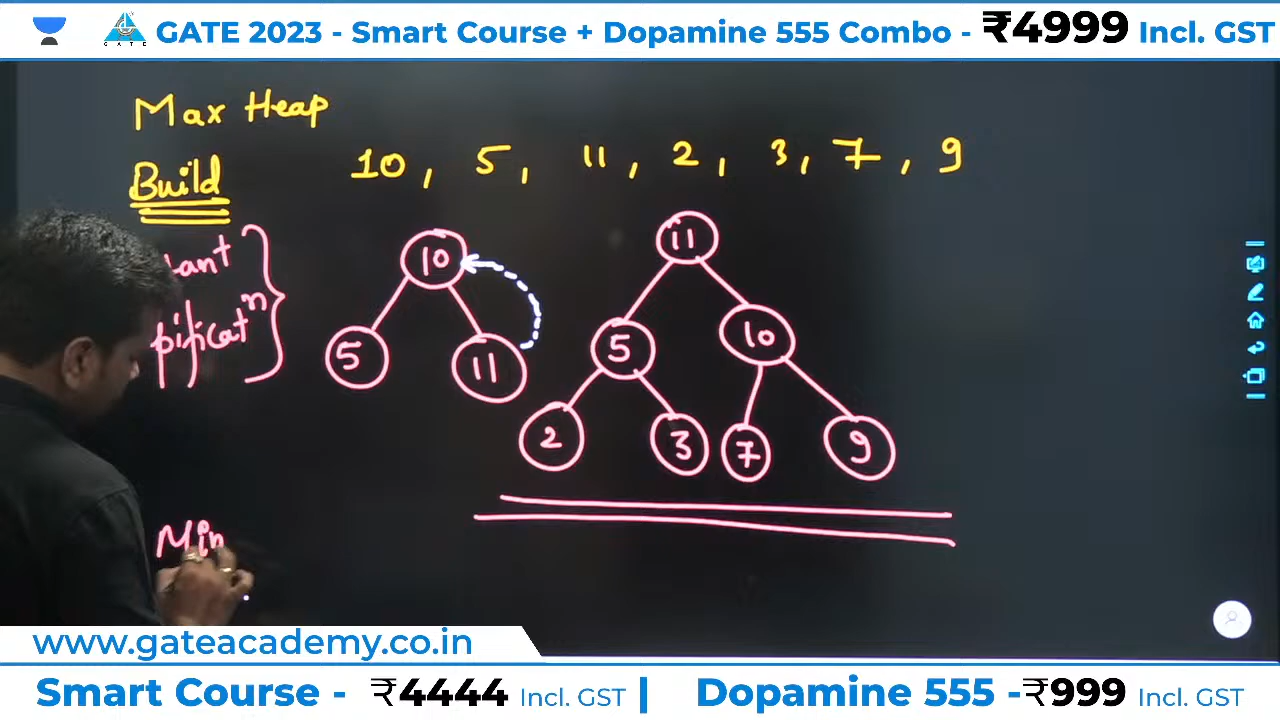 GATE 2023 - Smart Course + Dopamine 555 Combo - ₹4999 Incl. GST
GATE
Max Heap
Build 10, 5, 11, 2, 3, 7, 9
10
5 11
11
5 10
2 3 7 9
Min
www.gateacademy.co.in
Smart Course - ₹4444 Incl. GST | Dopamine 555 -₹999 Incl. GST